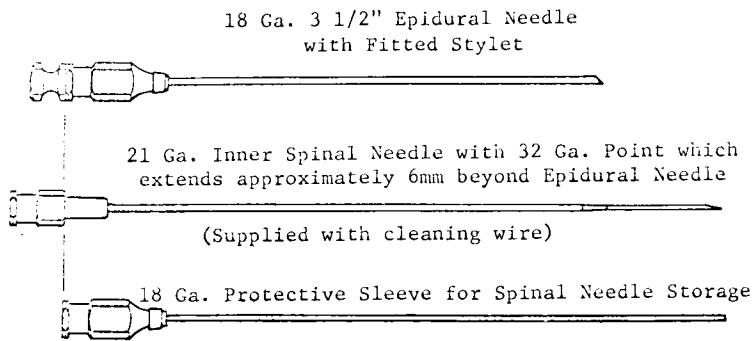 18 Ga. 3 1/2" Epidural Needle
with Fitted Stylet
21 Ga. Inner Spinal Needle with 32 Ga. Point which
extends approximately 6mm beyond Epidural Needle
(Supplied with cleaning wire)
18 Ga. Protective Sleeve for Spinal Needle Storage